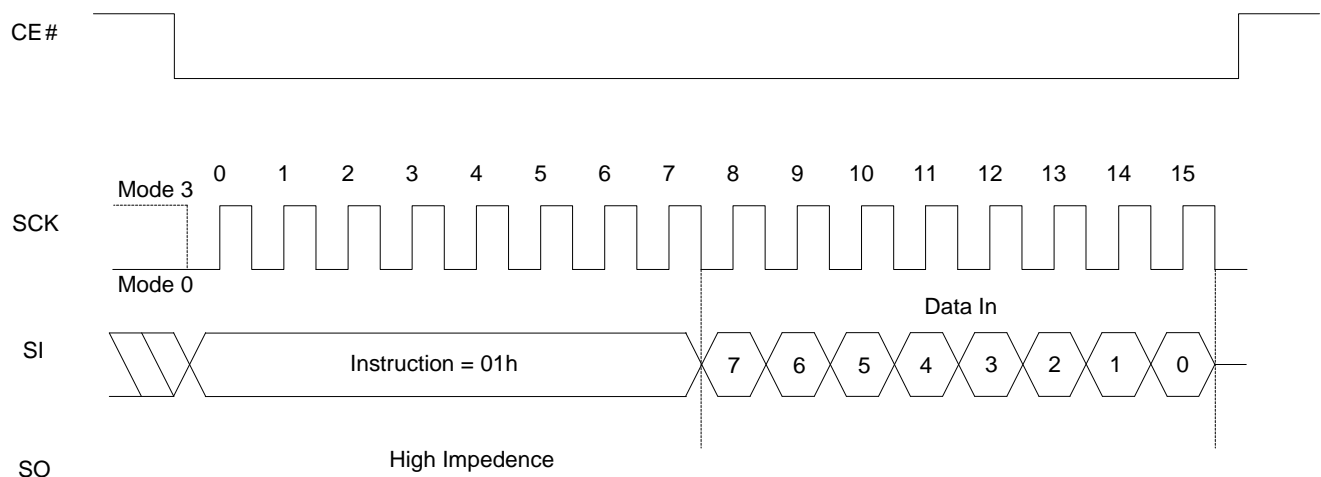 CE#
0 1 2 3 4 5 6 7 8 9 10 11 12 13 14 15
Mode 3
SCK
Mode 0
Data In
SI
Instruction = 01h
7 6 5 4 3 2 1 0
High Impedence
SO